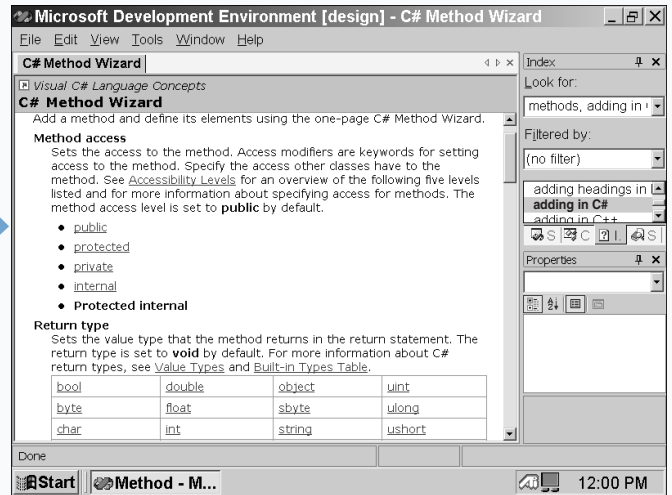 Microsoft Development Environment [design] - C# Method Wizard
File Edit View Tools Window Help
C# Method Wizard
Visual C# Language Concepts
C# Method Wizard
Add a method and define its elements using the one-page C# Method Wizard.
Method access
Sets the access to the method. Access modifiers are keywords for setting
access to the method. Specify the access other classes have to the
method. See Accessibility Levels for an overview of the following five levels
listed and for more information about specifying access for methods. The
method access level is set to public by default.
• public
• protected
• private
• internal
• Protected internal
Return type
Sets the value type that the method returns in the return statement. The
return type is set to void by default. For more information about C#
return types, see Value Types and Built-in Types Table.
bool double object uint
byte float sbyte ulong
char int string ushort
Index
Look for:
methods, adding in
Filtered by:
(no filter)
adding headings in
adding in C#
adding in C++
S C I. S
Properties
Done
Start Method - M... 12:00 PM